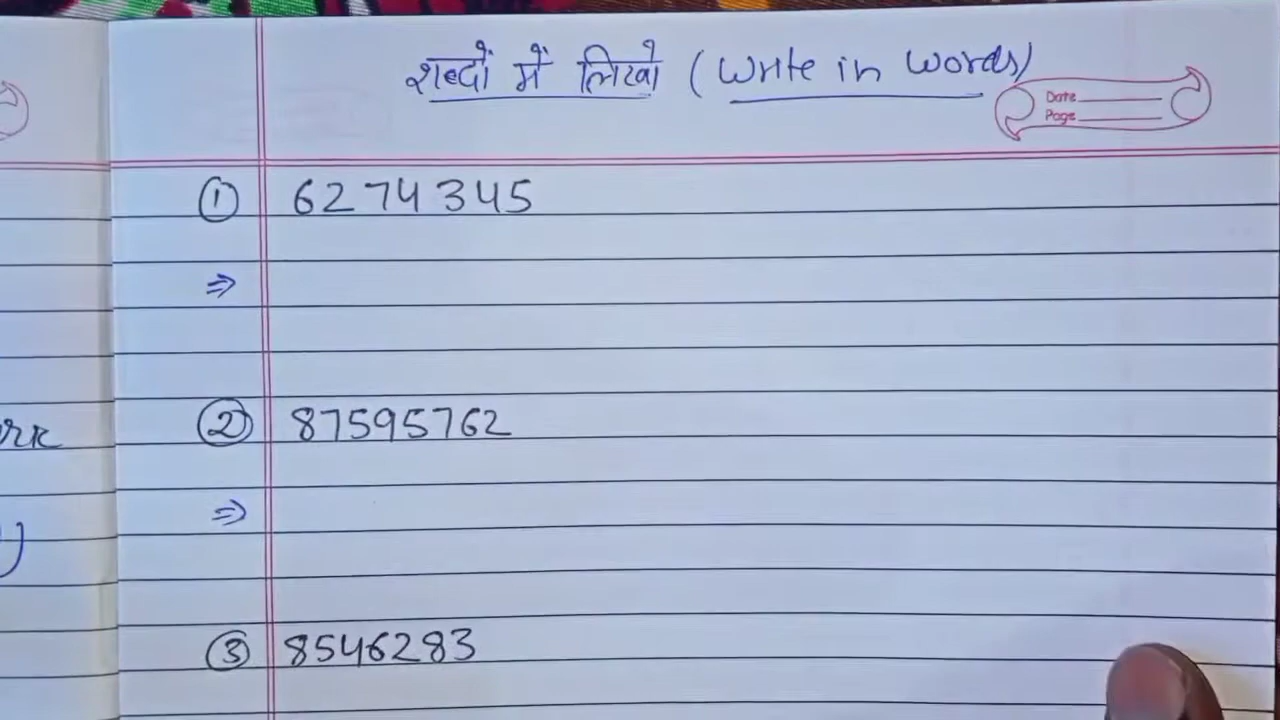 शब्दों में लिखो (Write in Words)
Date
Page
① 6274345
⇒
② 87595762
⇒
③ 8546283